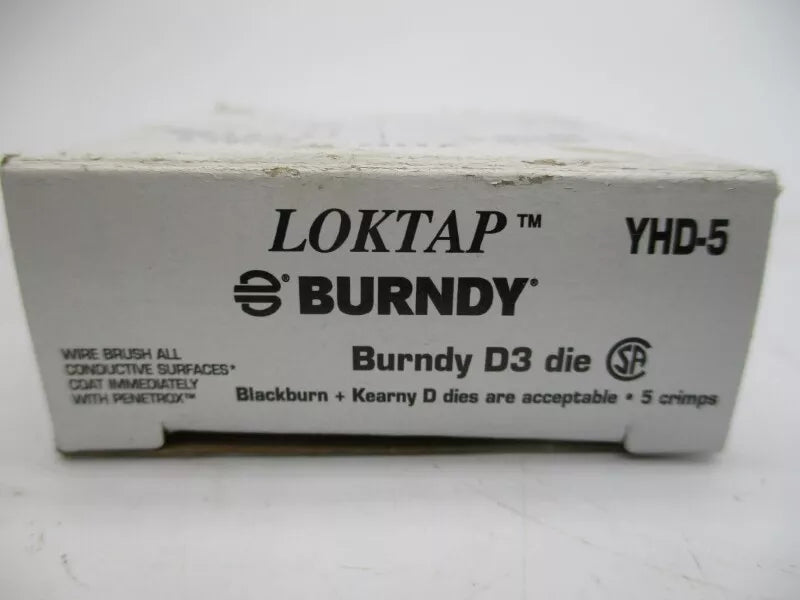 LOKTAP™ YHD-5
BURNDY®
WIRE BRUSH ALL
CONDUCTIVE SURFACES*
COAT IMMEDIATELY
WITH PENETROX™
Burndy D3 die SA
Blackburn + Kearny D dies are acceptable • 5 crimps